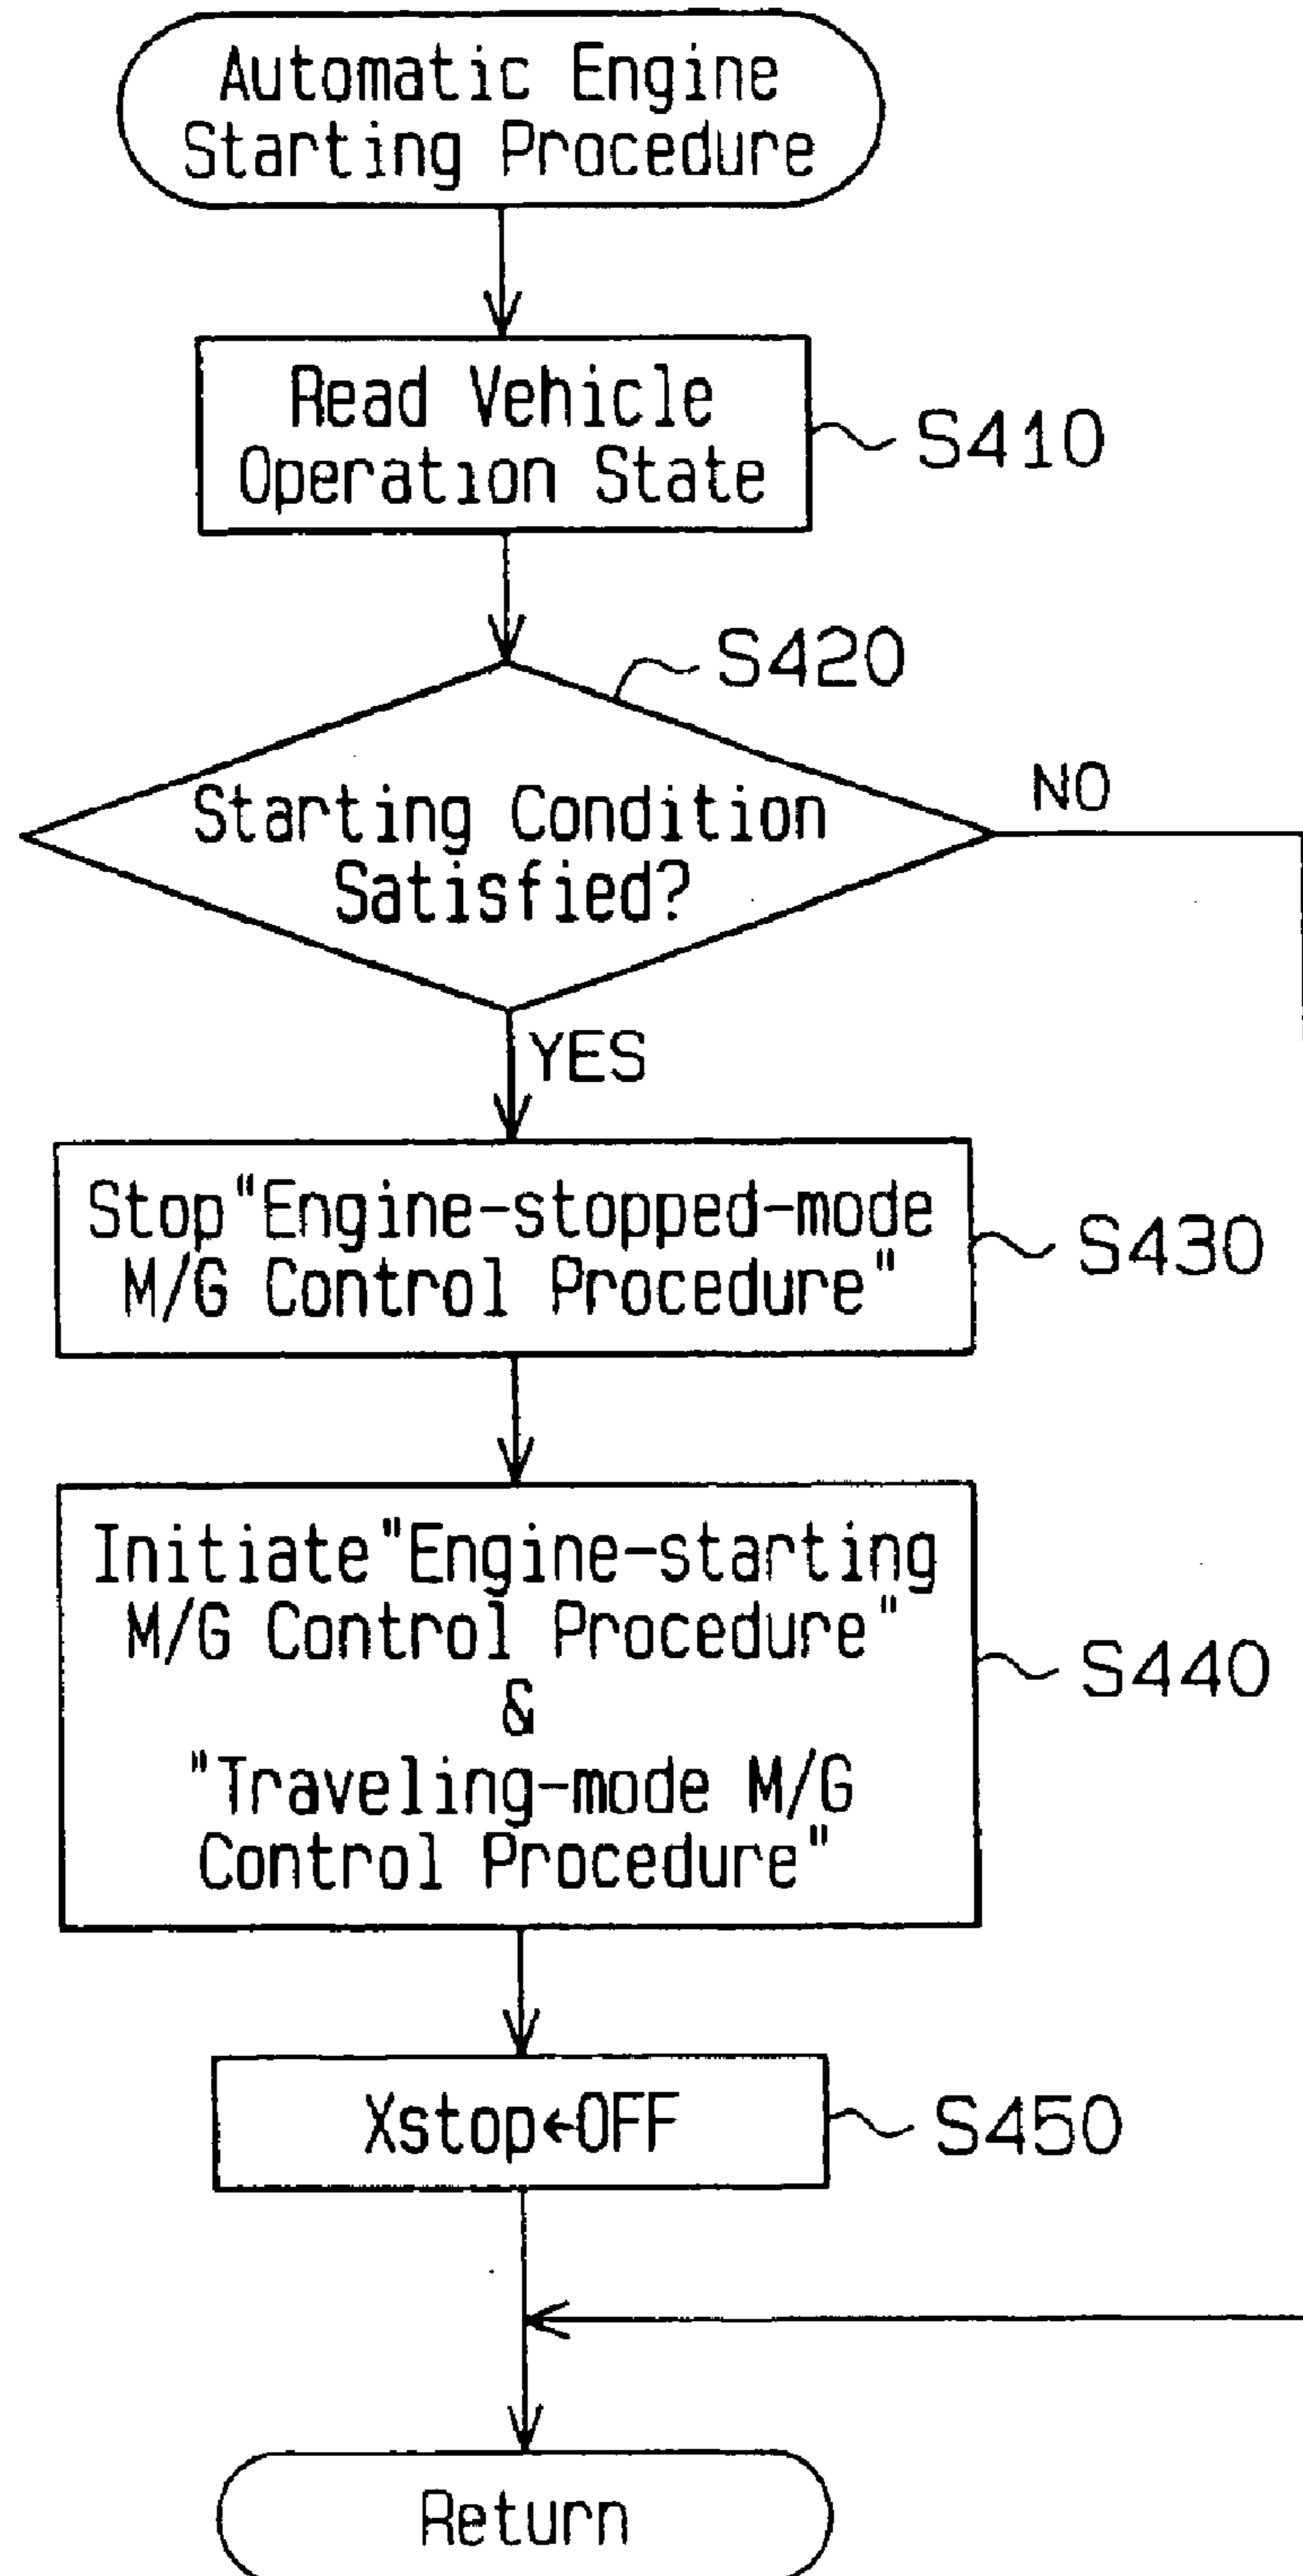 Automatic Engine
Starting Procedure
Read Vehicle
Operation State
S410
S420
Starting Condition
Satisfied?
NO
YES
Stop"Engine-stopped-mode
M/G Control Procedure"
S430
Initiate"Engine-starting
M/G Control Procedure"
&
"Traveling-mode M/G
Control Procedure"
S440
Xstop←OFF
S450
Return